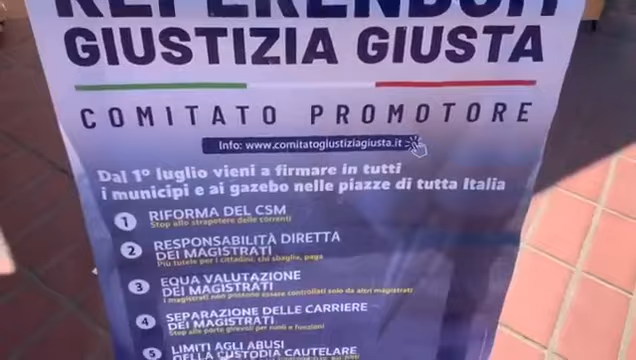 REFERENDUM
GIUSTIZIA GIUSTA
COMITATO PROMOTORE
Info: www.comitatogiustiziagiusta.it
Dal 1° luglio vieni a firmare in tutti
i municipi e ai gazebo nelle piazze di tutta Italia
1 RIFORMA DEL CSM
Stop allo strapotere delle correnti
2 RESPONSABILITÀ DIRETTA
DEI MAGISTRATI
Più tutele per i cittadini, chi sbaglia, paga
3 EQUA VALUTAZIONE
DEI MAGISTRATI
I magistrati non possono essere controllati solo da altri magistrati
4 SEPARAZIONE DELLE CARRIERE
DEI MAGISTRATI
Stop alle porte girevoli per ruoli e funzioni
5 LIMITI AGLI ABUSI
DELLA CUSTODIA CAUTELARE